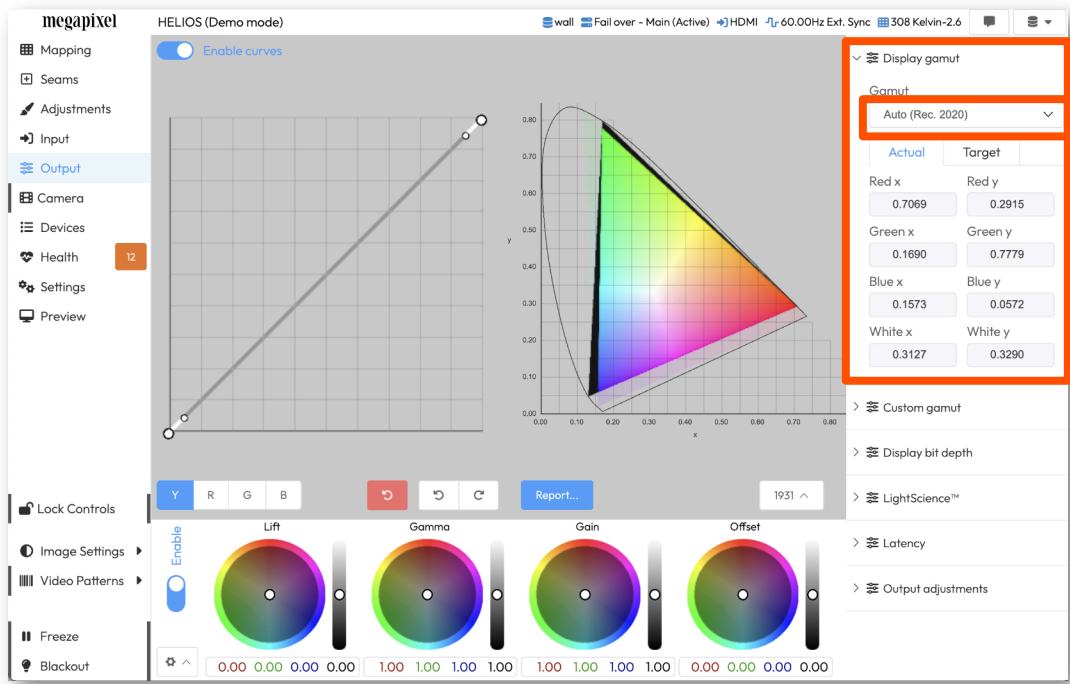 megapixel
HELIOS (Demo mode)
wall Fail over - Main (Active) HDMI 60.00Hz Ext. Sync 308 Kelvin-2.6
Mapping
Seams
Adjustments
Input
Output
Camera
Devices
Health 12
Settings
Preview
Lock Controls
Image Settings
Video Patterns
Freeze
Blackout
Enable curves
0.80
0.70
0.60
0.50
y
0.40
0.30
0.20
0.10
0.00
0.00 0.10 0.20 0.30 0.40 0.50 0.60 0.70 0.80
x
Y R G B
Report...
1931
Enable
Lift Gamma Gain Offset
0.00 0.00 0.00 0.00 1.00 1.00 1.00 1.00 1.00 1.00 1.00 1.00 0.00 0.00 0.00 0.00
Display gamut
Gamut
Auto (Rec. 2020)
Actual Target
Red x Red y
0.7069 0.2915
Green x Green y
0.1690 0.7779
Blue x Blue y
0.1573 0.0572
White x White y
0.3127 0.3290
Custom gamut
Display bit depth
LightScience™
Latency
Output adjustments